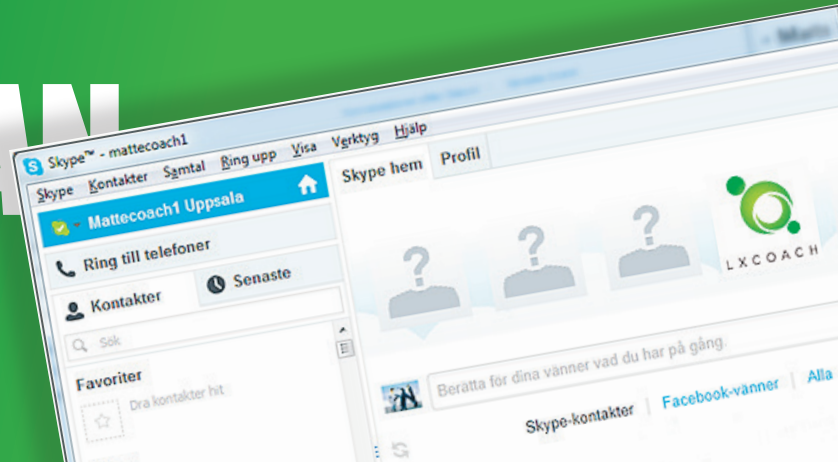 AN
Skype™ - mattecoach1
Skype Kontakter Samtal Ring upp Visa Verktyg Hjälp
Mattecoach1 Uppsala
Ring till telefoner
Kontakter
Senaste
Sök
Favoriter
Dra kontakter hit
Skype hem
Profil
?
?
?
LXCOACH
Berätta för dina vänner vad du har på gång.
Skype-kontakter | Facebook-vänner | Alla